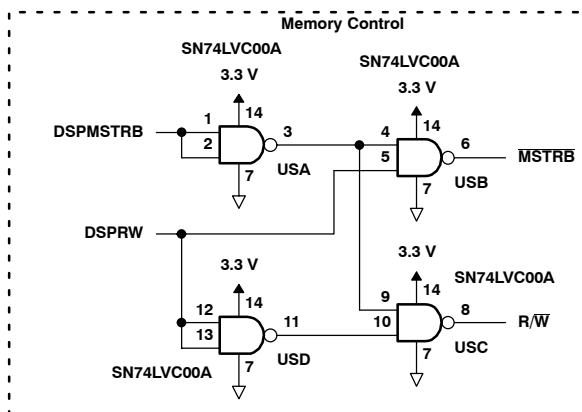 Memory Control
SN74LVC00A
SN74LVC00A
3.3 V
3.3 V
1
14
4
14
DSPMSTRB
2
3
5
6
MSTRB
7
USA
7
USB
DSPRW
3.3 V
3.3 V
SN74LVC00A
12
14
9
14
13
11
10
8
R/W
SN74LVC00A
7
USD
7
USC